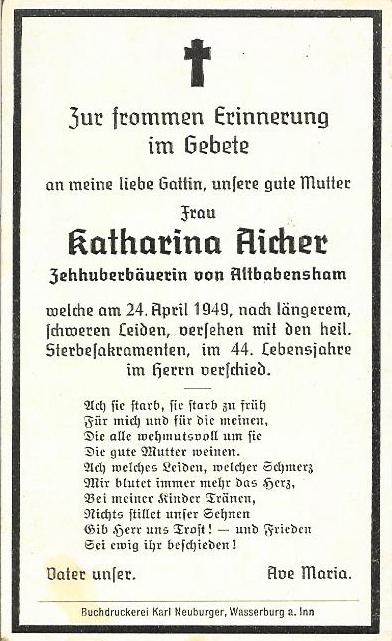 Zur frommen Erinnerung
im Gebete
an meine liebe Gattin, unsere gute Mutter
Frau
Katharina Aicher
Zehhuberbäuerin von Altbabensham
welche am 24. April 1949, nach längerem,
schweren Leiden, versehen mit den heil.
Sterbesakramenten, im 44. Lebensjahre
im Herrn verschied.
Ach sie starb, sie starb zu früh
Für mich und für die meinen,
Die alle wehmutsvoll um sie
Die gute Mutter weinen.
Ach welches Leiden, welcher Schmerz
Mir blutet immer mehr das Herz,
Bei meiner Kinder Tränen,
Nichts stillet unser Sehnen
Gib Herr uns Trost! — und Frieden
Sei ewig ihr beschieden!
Vater unser. Ave Maria.
Buchdruckerei Karl Neuburger, Wasserburg a. Inn